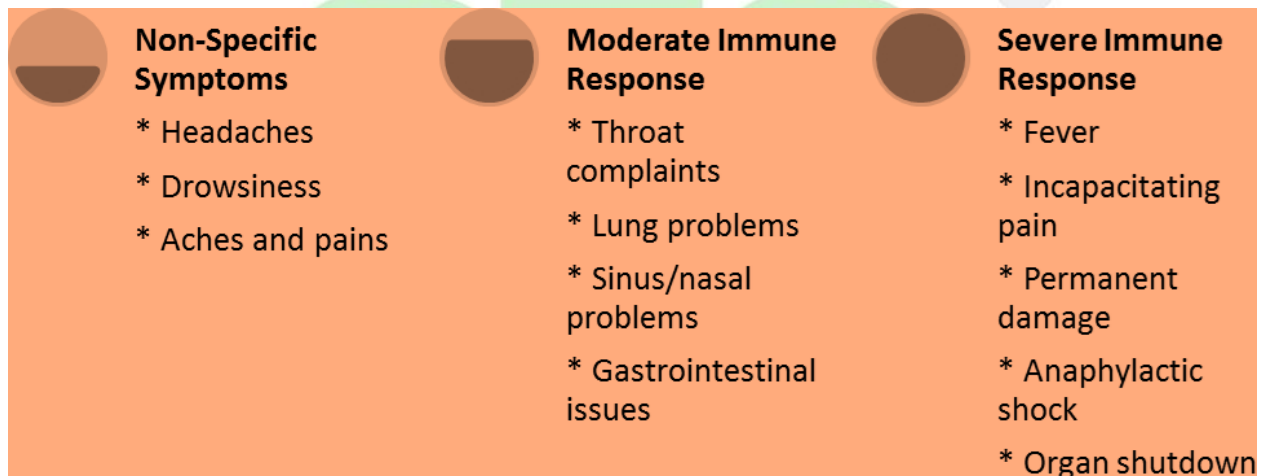 Non-Specific
Symptoms
* Headaches
* Drowsiness
* Aches and pains
Moderate Immune
Response
* Throat
complaints
* Lung problems
* Sinus/nasal
problems
* Gastrointestinal
issues
Severe Immune
Response
* Fever
* Incapacitating
pain
* Permanent
damage
* Anaphylactic
shock
* Organ shutdown